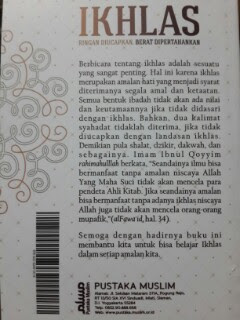 IKHLAS
RINGAN DIUCAPKAN, BERAT DIPERTAHANKAN
Berbicara tentang ikhlas adalah sesuatu
yang sangat penting. Hal ini karena ikhlas
merupakan amalan hati yang menjadi syarat
diterimanya segala amal dan ketaatan.
Semua bentuk ibadah tidak akan ada nilai
dan keutamaannya jika tidak didasari
dengan ikhlas. Bahkan, dua kalimat
syahadat tidaklah diterima, jika tidak
diucapkan dengan landasan ikhlas.
Demikian pula shalat, dzikir, dakwah, dan
sebagainya. Imam Ibnul Qoyyim
rohimahulloh berkata, "Seandainya ilmu bisa
bermanfaat tanpa amalan niscaya Allah
Yang Maha Suci tidak akan mencela para
pendeta Ahli Kitab. Jika seandainya amalan
bisa bermanfaat tanpa adanya ikhlas niscaya
Allah juga tidak akan mencela orang-orang
munafik."(alFawa'id, hal. 34).
Semoga dengan hadirnya buku ini
membantu kita untuk bisa belajar Ikhlas
dalam setiap amalan kita.
PUSTAKA MUSLIM